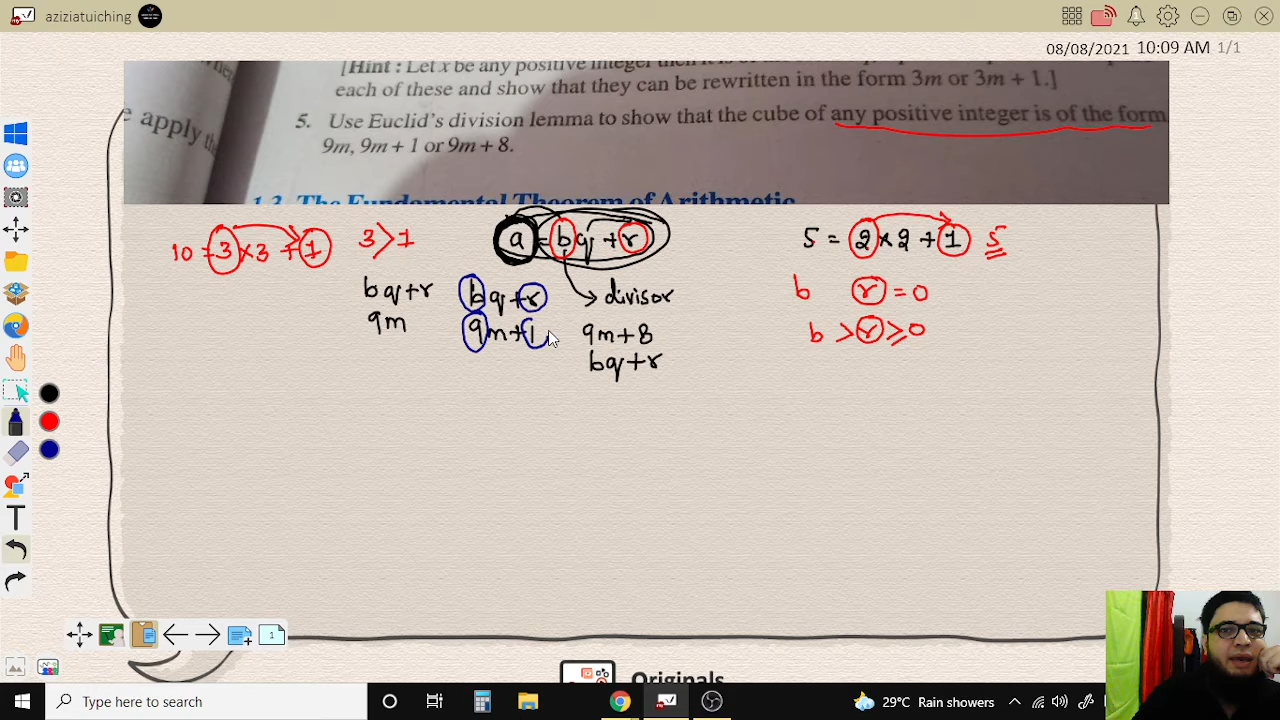 aziziatuiching
08/08/2021 10:09 AM 1/1
[Hint : Let x be any positive integer then it is of the form
each of these and show that they can be rewritten in the form 3m or 3m + 1.]
e apply th
5. Use Euclid's division lemma to show that the cube of any positive integer is of the form
9m, 9m + 1 or 9m + 8.
1.3 The Fundamental Theorem of Arithmetic
10 = 3 × 3 + 1
3 > 1
a = bq + r
5 = 2 × 2 + 1 5
bq + r
9m
bq + r
9m + 1
divisor
9m + 8
bq + r
b r = 0
b > r ≥ 0
T
1
Originals
Type here to search
29°C Rain showers